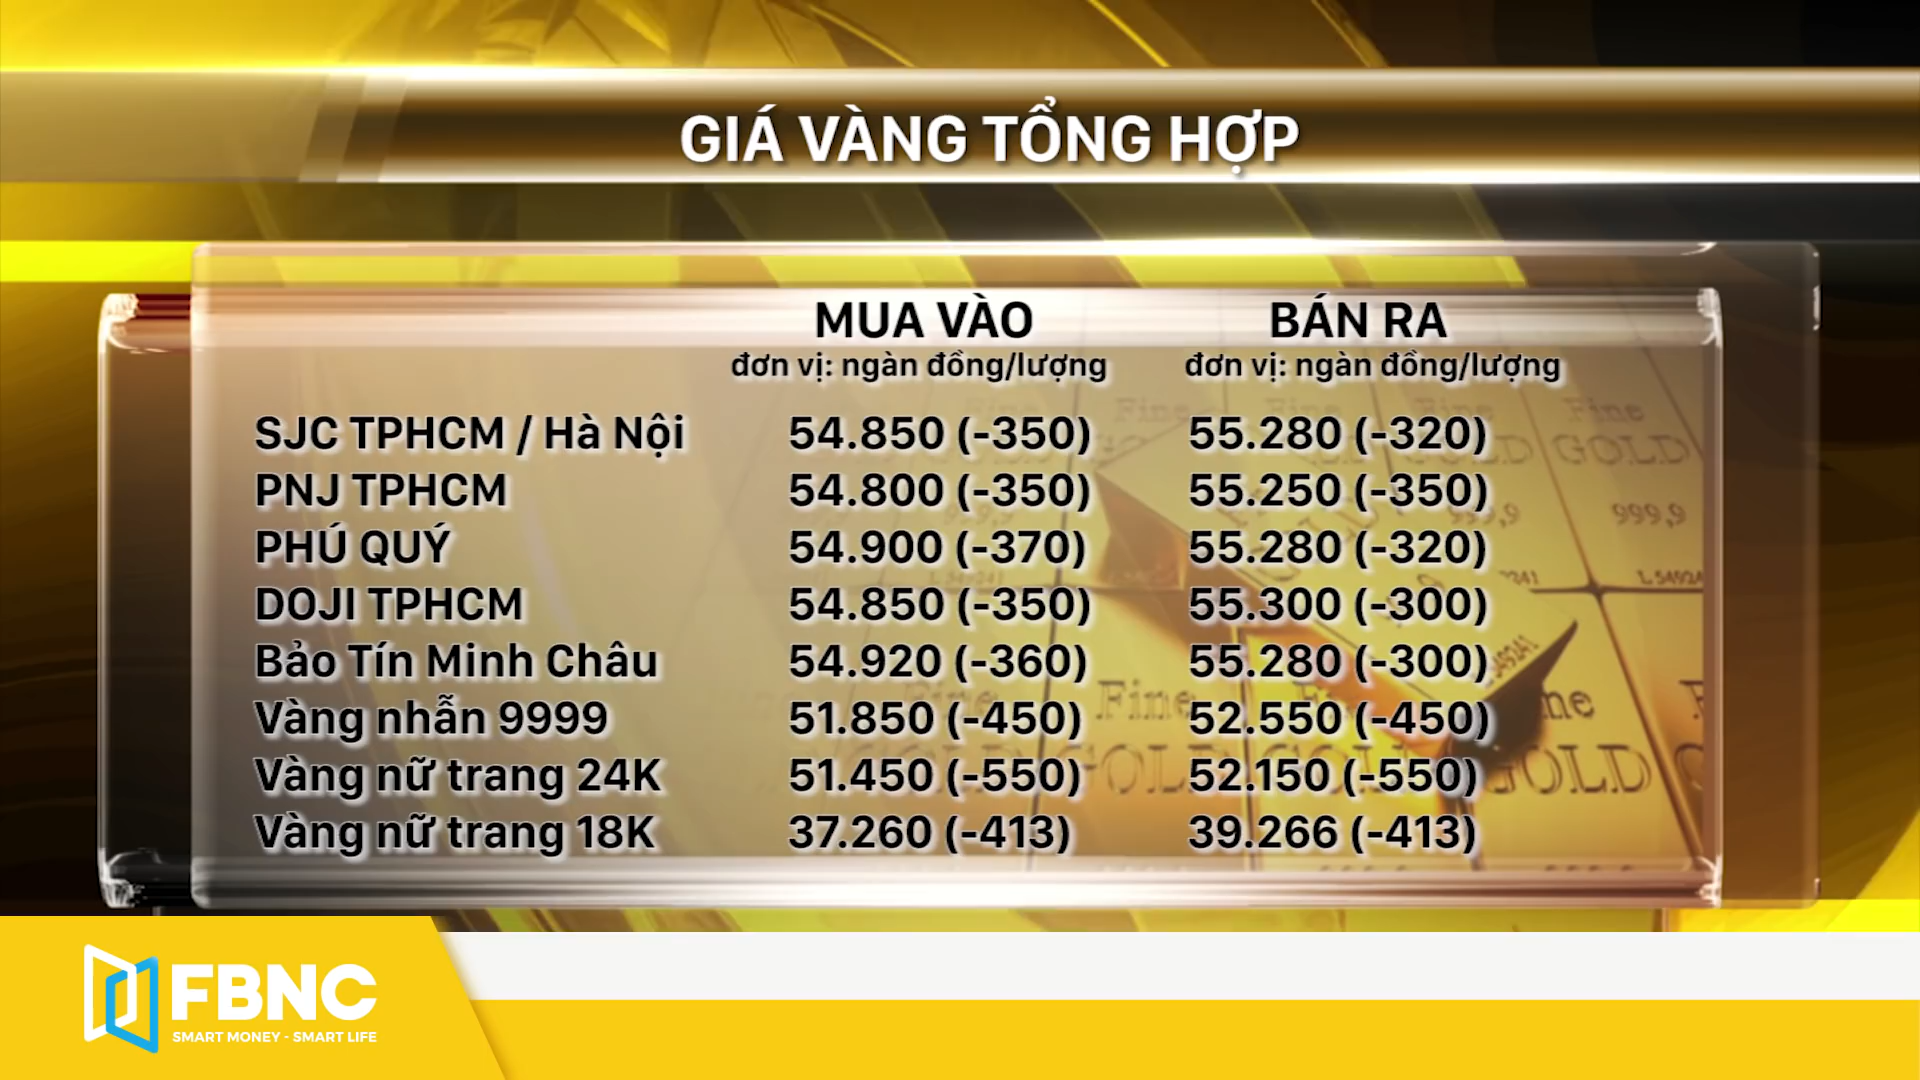 GIÁ VÀNG TỔNG HỢP
MUA VÀO BÁN RA
đơn vị: ngàn đồng/lượng đơn vị: ngàn đồng/lượng
SJC TPHCM / Hà Nội 54.850 (-350) 55.280 (-320)
PNJ TPHCM 54.800 (-350) 55.250 (-350)
PHÚ QUÝ 54.900 (-370) 55.280 (-320)
DOJI TPHCM 54.850 (-350) 55.300 (-300)
Bảo Tín Minh Châu 54.920 (-360) 55.280 (-300)
Vàng nhẫn 9999 51.850 (-450) 52.550 (-450)
Vàng nữ trang 24K 51.450 (-550) 52.150 (-550)
Vàng nữ trang 18K 37.260 (-413) 39.266 (-413)
Fine
GOLD
999,9
FBNC
SMART MONEY - SMART LIFE